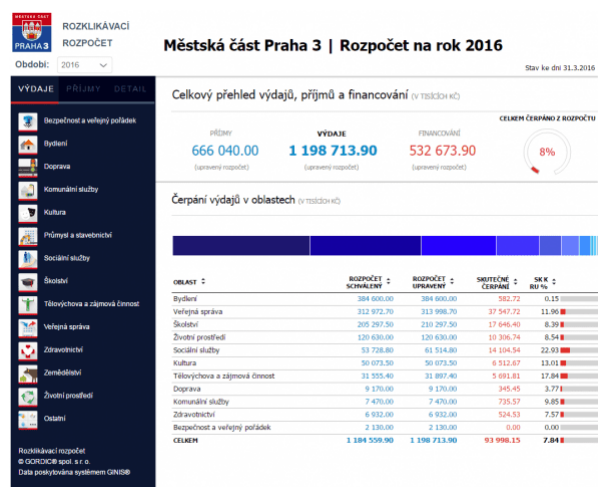 MĚSTSKÁ ČÁST
PRAHA 3
ROZKLIKÁVACÍ
ROZPOČET
Období: 2016
VÝDAJE PŘÍJMY DETAIL
Bezpečnost a veřejný pořádek
Bydlení
Doprava
Komunální služby
Kultura
Průmysl a stavebnictví
Sociální služby
Školství
Tělovýchova a zájmová činnost
Veřejná správa
Zdravotnictví
Zemědělství
Životní prostředí
Ostatní
Rozklikávací rozpočet
© GORDIC® spol. s r. o.
Data poskytována systémem GINIS®
Městská část Praha 3 | Rozpočet na rok 2016
Stav ke dni 31.3.2016
Celkový přehled výdajů, příjmů a financování (V TISÍCÍCH KČ)
CELKEM ČERPÁNO Z ROZPOČTU
PŘÍJMY VÝDAJE FINANCOVÁNÍ
666 040.00 1 198 713.90 532 673.90 8%
(upravený rozpočet) (upravený rozpočet) (upravený rozpočet)
Čerpání výdajů v oblastech (V TISÍCÍCH KČ)
OBLAST ROZPOČET SCHVÁLENÝ ROZPOČET UPRAVENÝ SKUTEČNÉ ČERPÁNÍ SK K RU %
Bydlení 384 600.00 384 600.00 582.72 0.15
Veřejná správa 312 972.70 313 998.70 37 547.72 11.96
Školství 205 297.50 210 297.50 17 646.40 8.39
Životní prostředí 120 630.00 120 630.00 10 306.74 8.54
Sociální služby 53 728.80 61 514.80 14 104.54 22.93
Kultura 50 073.50 50 073.50 6 512.67 13.01
Tělovýchova a zájmová činnost 31 555.40 31 897.40 5 691.81 17.84
Doprava 9 170.00 9 170.00 345.45 3.77
Komunální služby 7 470.00 7 470.00 735.57 9.85
Zdravotnictví 6 932.00 6 932.00 524.53 7.57
Bezpečnost a veřejný pořádek 2 130.00 2 130.00 0.00 0.00
CELKEM 1 184 559.90 1 198 713.90 93 998.15 7.84